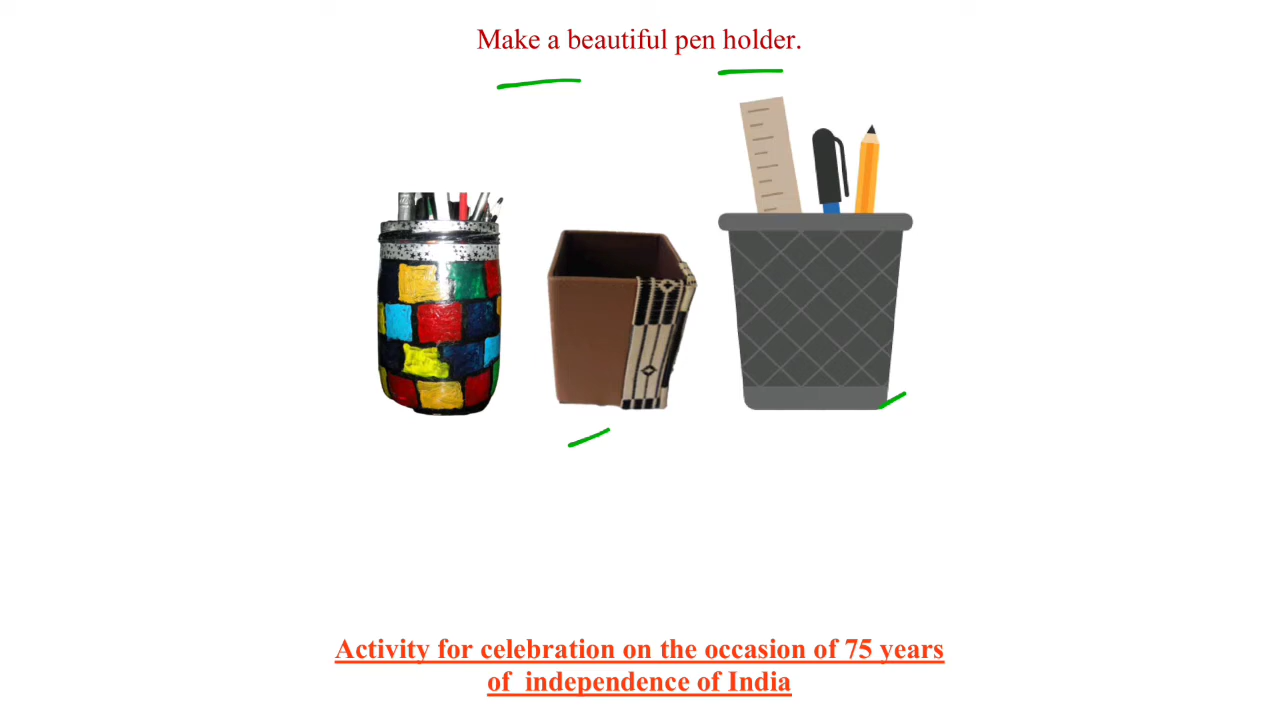 Make a beautiful pen holder.
Activity for celebration on the occasion of 75 years
of independence of India